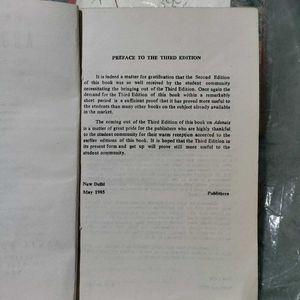 PREFACE TO THE THIRD EDITION
It is indeed a matter for gratification that the Second Edition
of this book was so well received by the student community
necessitating the bringing out of the Third Edition. Once again the
demand for the Third Edition of this book within a remarkably
short period is a sufficient proof that it has proved more useful to
the students than many other books on the subject already available
in the market.
The coming out of the Third Edition of this book on Adonais
is a matter of great pride for the publishers who are highly thankful
to the student community for their warm reception accorded to the
earlier editions of this book. It is hoped that the Third Edition in
its present form and get up will prove still more useful to the
student community.
New Delhi
May 1985
Publishers